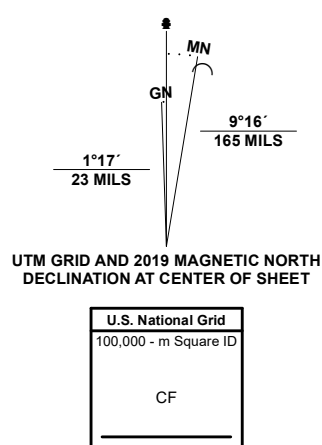 MN
GN
9°16´
165 MILS
1°17´
23 MILS
UTM GRID AND 2019 MAGNETIC NORTH
DECLINATION AT CENTER OF SHEET
U.S. National Grid
100,000 - m Square ID
CF